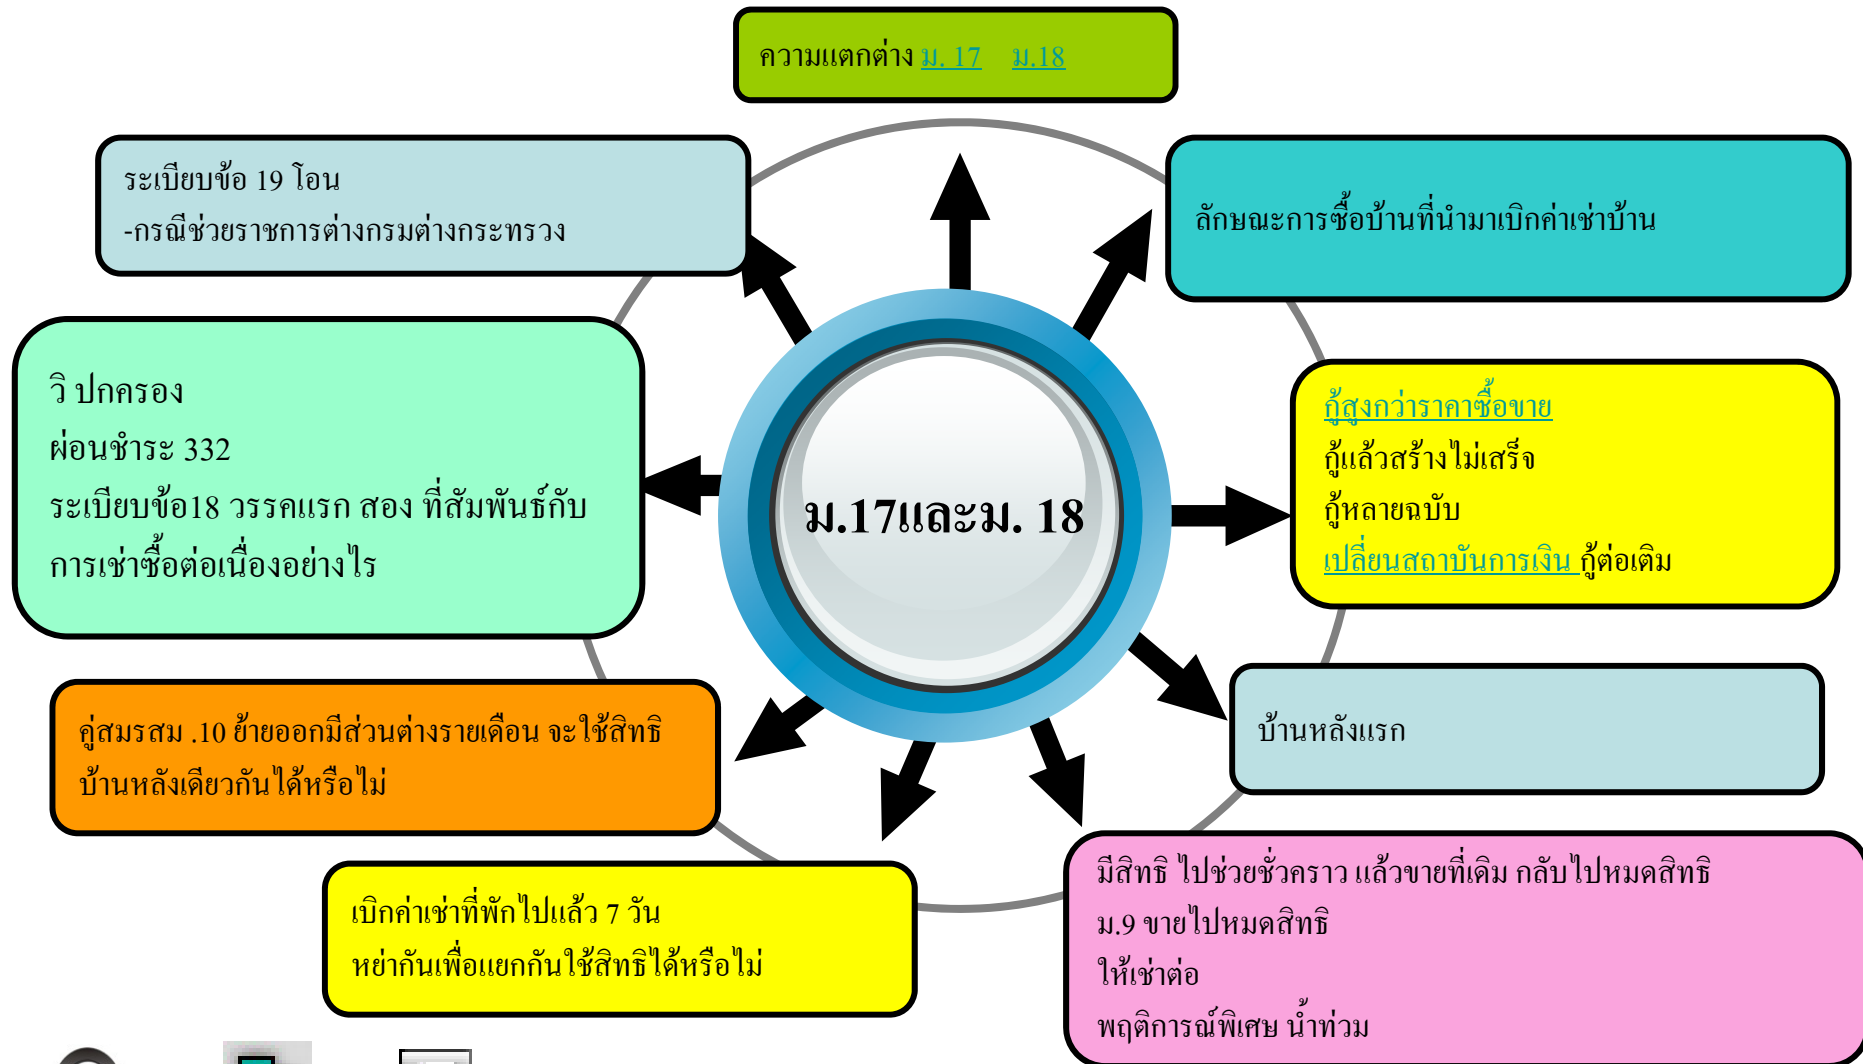 ความแตกต่าง ม. 17 ม.18
ระเบียบข้อ 19 โอน
-กรณีช่วยราชการต่างกรมต่างกระทรวง
ลักษณะการซื้อบ้านที่นำมาเบิกค่าเช่าบ้าน
วิ ปกครอง
ผ่อนชำระ 332
ระเบียบข้อ18 วรรคแรก สอง ที่สัมพันธ์กับ
การเช่าซื้อต่อเนื่องอย่างไร
กู้สูงกว่าราคาซื้อขาย
กู้แล้วสร้างไม่เสร็จ
กู้หลายฉบับ
เปลี่ยนสถาบันการเงิน กู้ต่อเติม
ม.17และม. 18
คู่สมรสม .10 ย้ายออกมีส่วนต่างรายเดือน จะใช้สิทธิ
บ้านหลังเดียวกันได้หรือไม่
บ้านหลังแรก
เบิกค่าเช่าที่พักไปแล้ว 7 วัน
หย่ากันเพื่อแยกกันใช้สิทธิได้หรือไม่
มีสิทธิ ไปช่วยชั่วคราว แล้วขายที่เดิม กลับไปหมดสิทธิ
ม.9 ขายไปหมดสิทธิ
ให้เช่าต่อ
พฤติการณ์พิเศษ น้ำท่วม